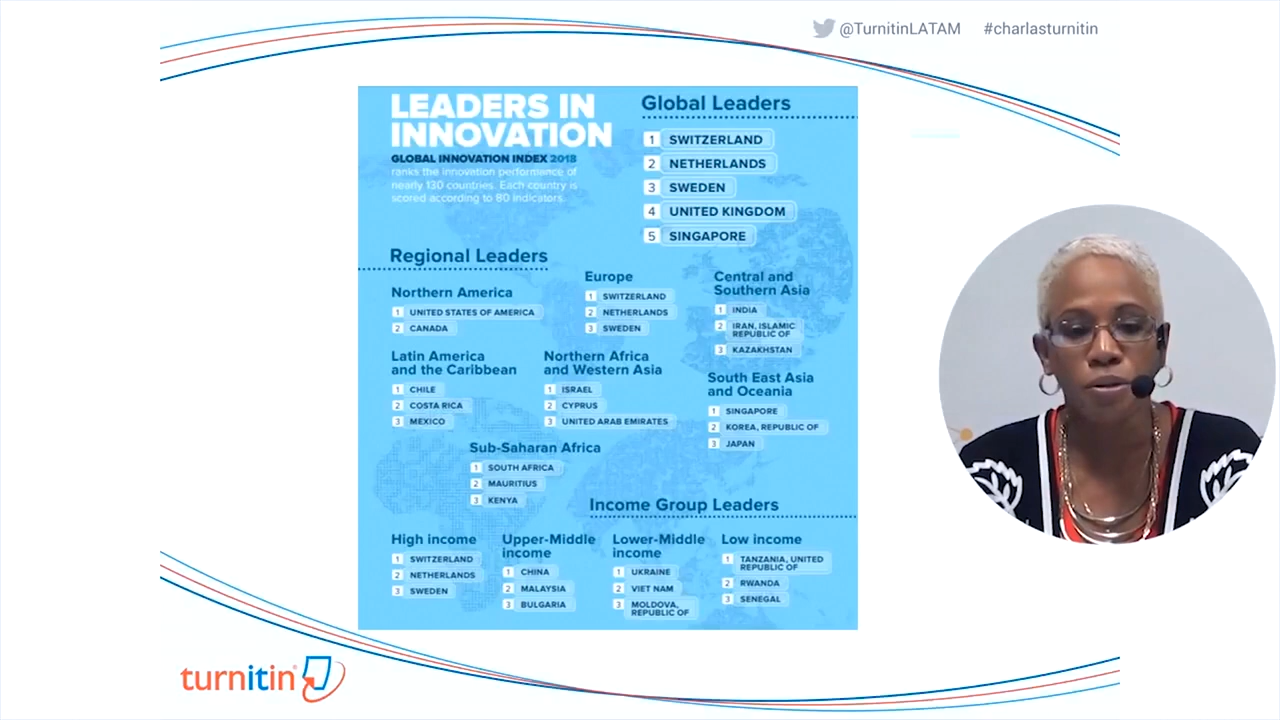 @TurnitinLATAM #charlasturnitin
LEADERS IN
INNOVATION
GLOBAL INNOVATION INDEX 2018
ranks the innovation performance of
nearly 130 countries. Each country is
scored according to 80 indicators.
Global Leaders
1 SWITZERLAND
2 NETHERLANDS
3 SWEDEN
4 UNITED KINGDOM
5 SINGAPORE
Regional Leaders
Northern America
1 UNITED STATES OF AMERICA
2 CANADA
Europe
1 SWITZERLAND
2 NETHERLANDS
3 SWEDEN
Central and
Southern Asia
1 INDIA
2 IRAN, ISLAMIC
REPUBLIC OF
3 KAZAKHSTAN
Latin America
and the Caribbean
1 CHILE
2 COSTA RICA
3 MEXICO
Northern Africa
and Western Asia
1 ISRAEL
2 CYPRUS
3 UNITED ARAB EMIRATES
South East Asia
and Oceania
1 SINGAPORE
2 KOREA, REPUBLIC OF
3 JAPAN
Sub-Saharan Africa
1 SOUTH AFRICA
2 MAURITIUS
3 KENYA
Income Group Leaders
High income
1 SWITZERLAND
2 NETHERLANDS
3 SWEDEN
Upper-Middle
income
1 CHINA
2 MALAYSIA
3 BULGARIA
Lower-Middle
income
1 UKRAINE
2 VIET NAM
3 MOLDOVA,
REPUBLIC OF
Low income
1 TANZANIA, UNITED
REPUBLIC OF
2 RWANDA
3 SENEGAL
turnitin